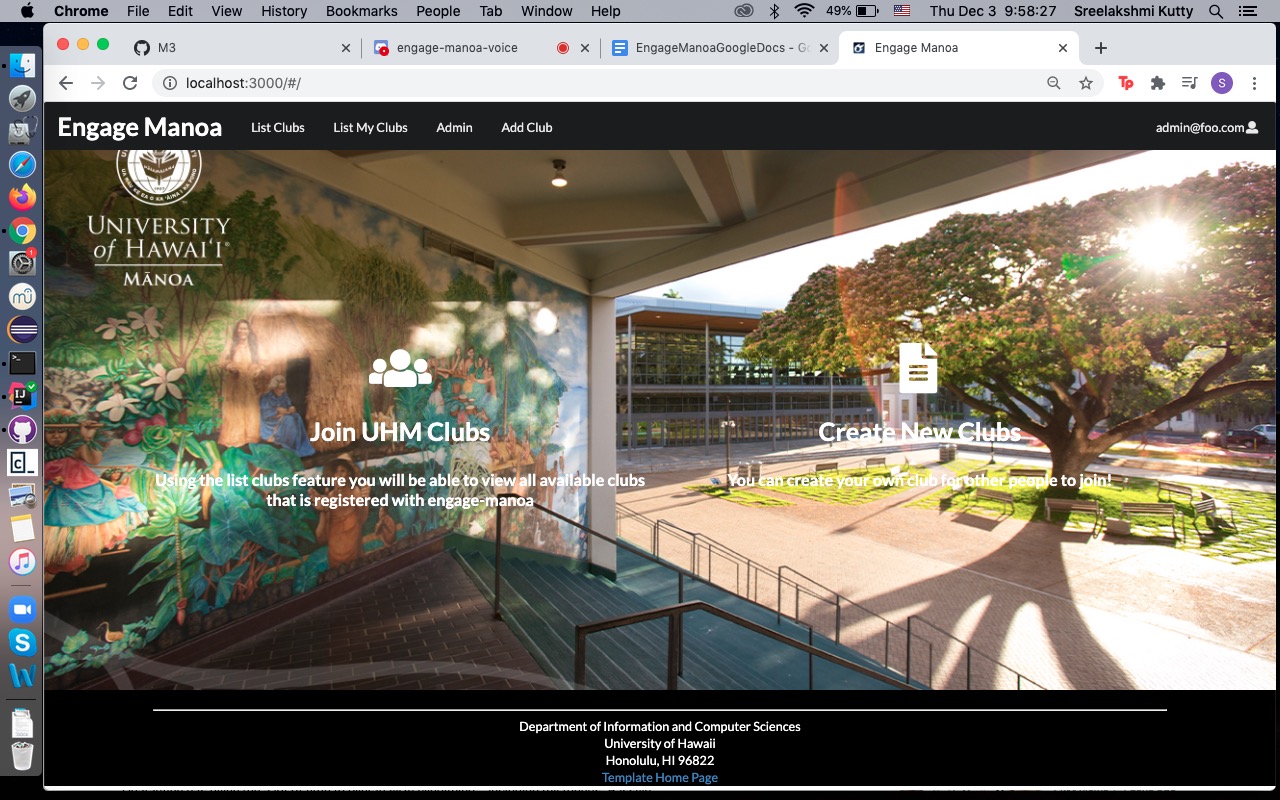 Chrome File Edit View History Bookmarks People Tab Window Help 49% Thu Dec 3 9:58:27 Sreelakshmi Kutty
M3 engage-manoa-voice EngageManoaGoogleDocs - Go Engage Manoa
localhost:3000/#/ Tp S
Engage Manoa List Clubs List My Clubs Admin Add Club admin@foo.com
UNIVERSITY
of HAWAI'I®
MĀNOA
Join UHM Clubs
Using the list clubs feature you will be able to view all available clubs
that is registered with engage-manoa
Create New Clubs
You can create your own club for other people to join!
Department of Information and Computer Sciences
University of Hawaii
Honolulu, HI 96822
Template Home Page